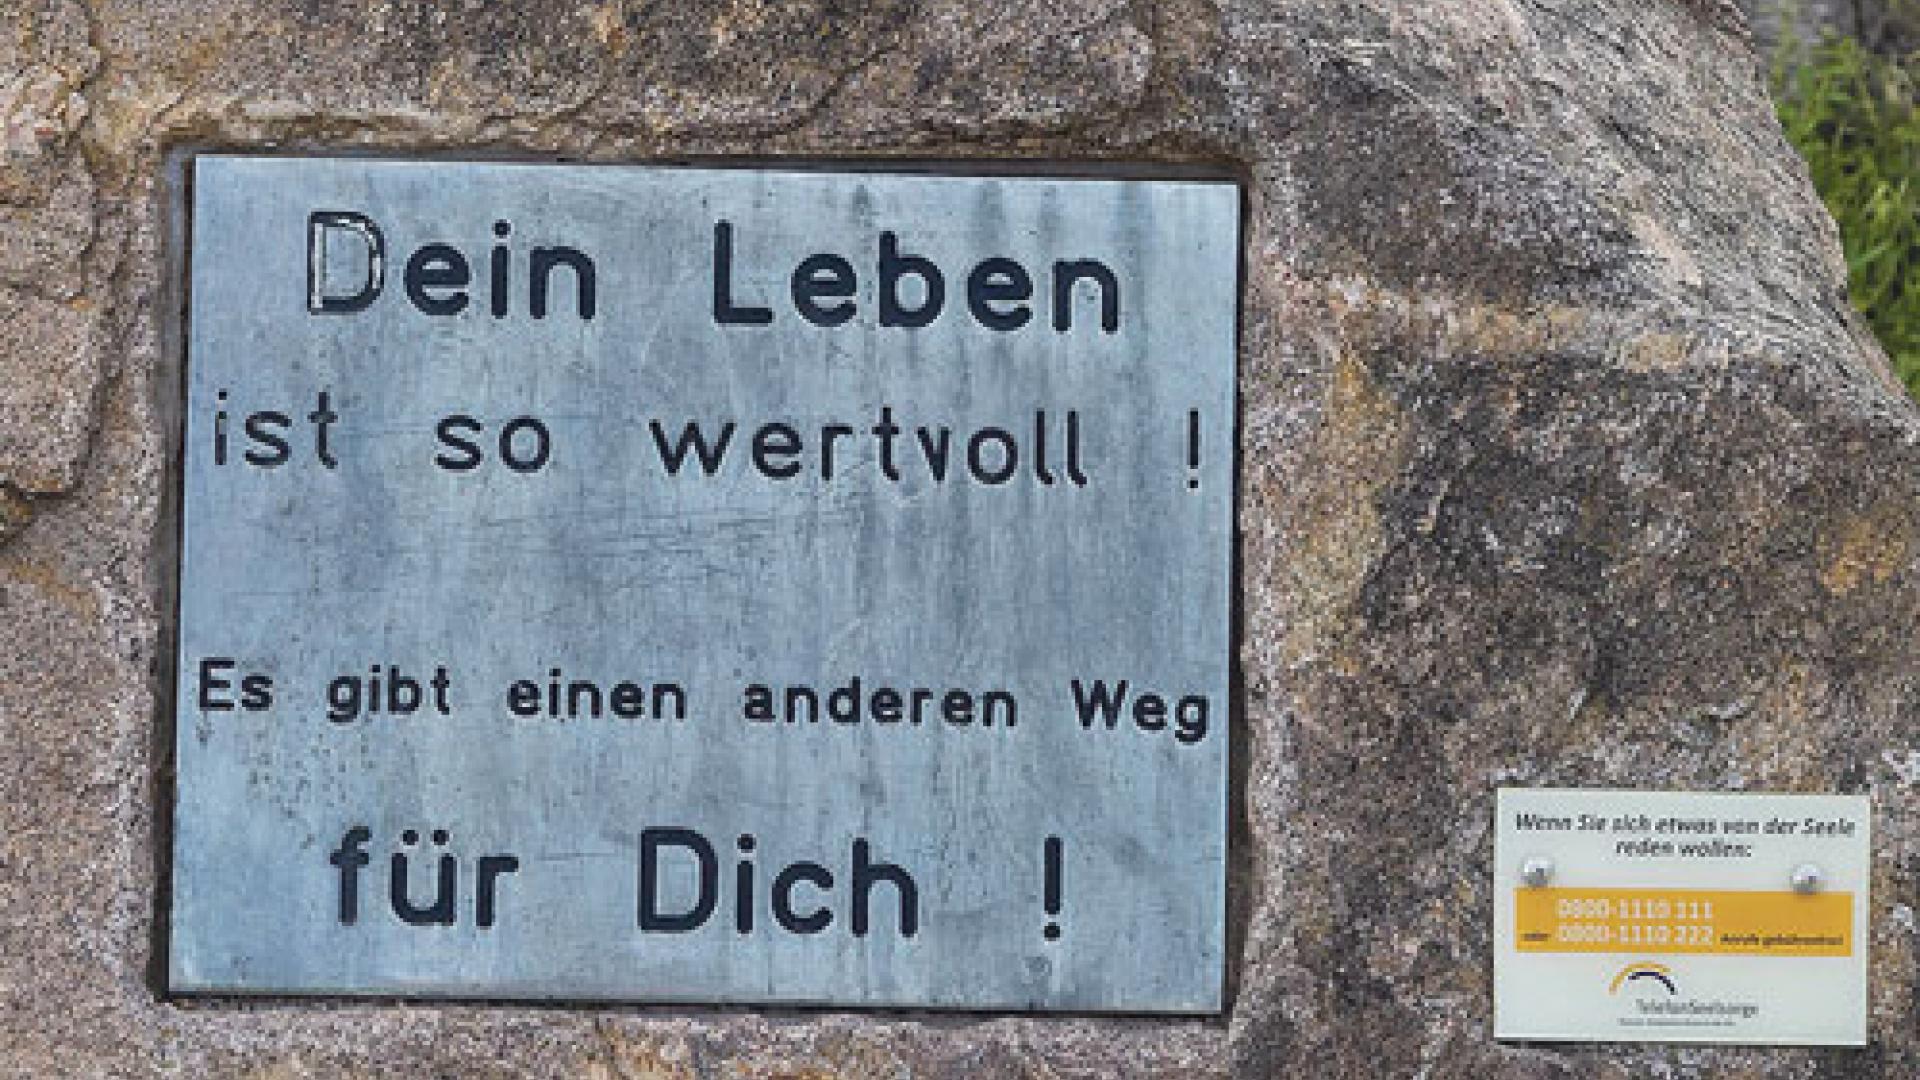 Dein Leben
ist so wertvoll !
Es gibt einen anderen Weg
für Dich !
Wenn Sie sich etwas von der Seele
reden wollen:
0800-1110 111
oder 0800-1110 222 Anrufe gebührenfrei
TelefonSeelsorge